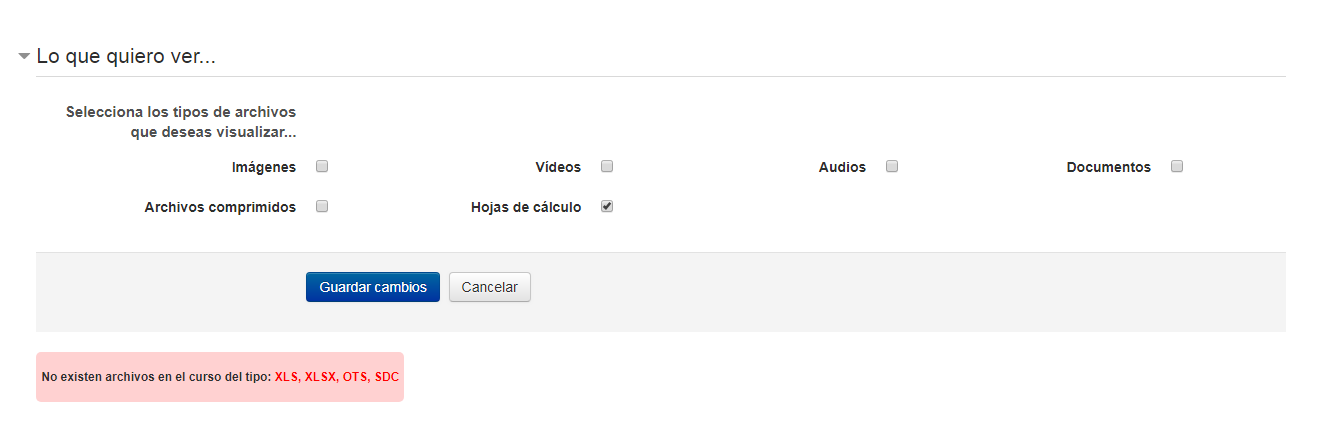 Lo que quiero ver...
Selecciona los tipos de archivos
que deseas visualizar...
Imágenes
Vídeos
Audios
Documentos
Archivos comprimidos
Hojas de cálculo
Guardar cambios
Cancelar
No existen archivos en el curso del tipo: XLS, XLSX, OTS, SDC